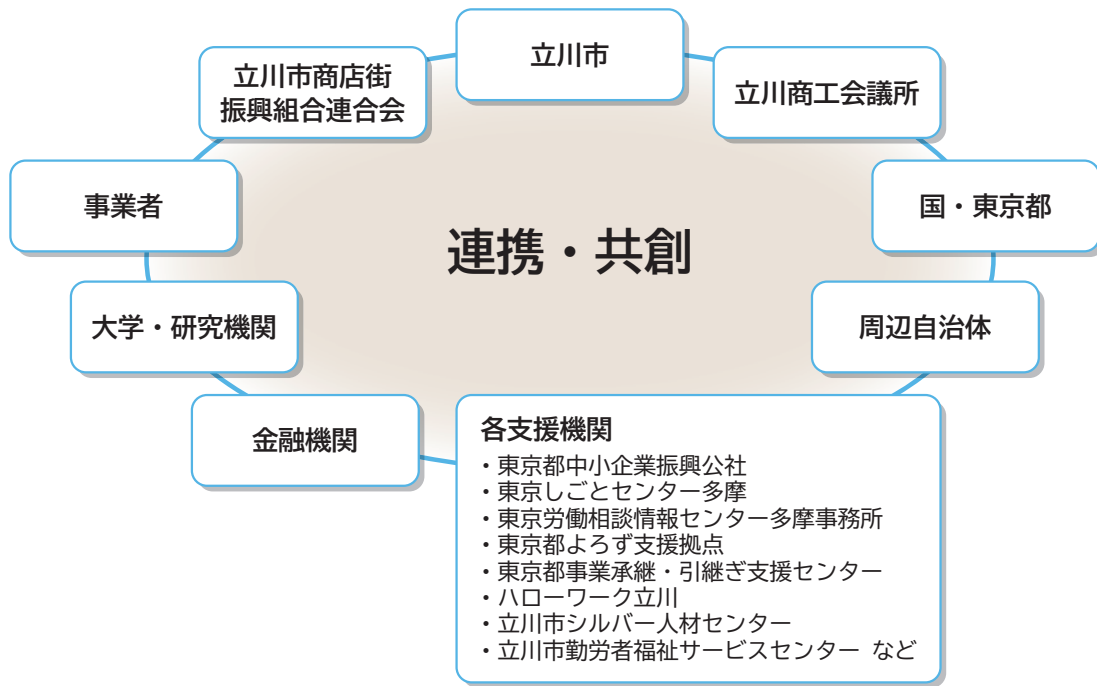 立川市
立川市商店街
振興組合連合会
立川商工会議所
事業者
国・東京都
連携・共創
大学・研究機関
周辺自治体
金融機関
各支援機関
・東京都中小企業振興公社
・東京しごとセンター多摩
・東京労働相談情報センター多摩事務所
・東京都よろず支援拠点
・東京都事業承継・引継ぎ支援センター
・ハローワーク立川
・立川市シルバー人材センター
・立川市勤労者福祉サービスセンター など